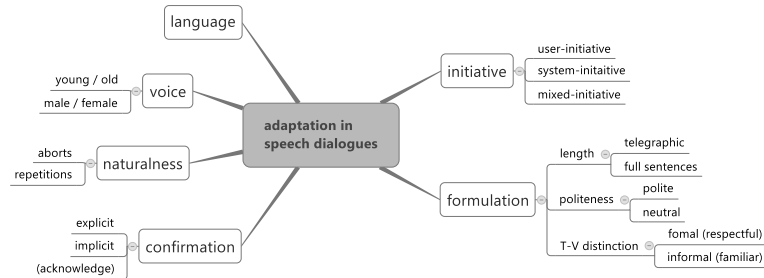 language
voice
young / old
male / female
naturalness
aborts
repetitions
confirmation
explicit
implicit
(acknowledge)
adaptation in
speech dialogues
initiative
user-initiative
system-initaitive
mixed-initiative
formulation
length
telegraphic
full sentences
politeness
polite
neutral
T-V distinction
fomal (respectful)
informal (familiar)